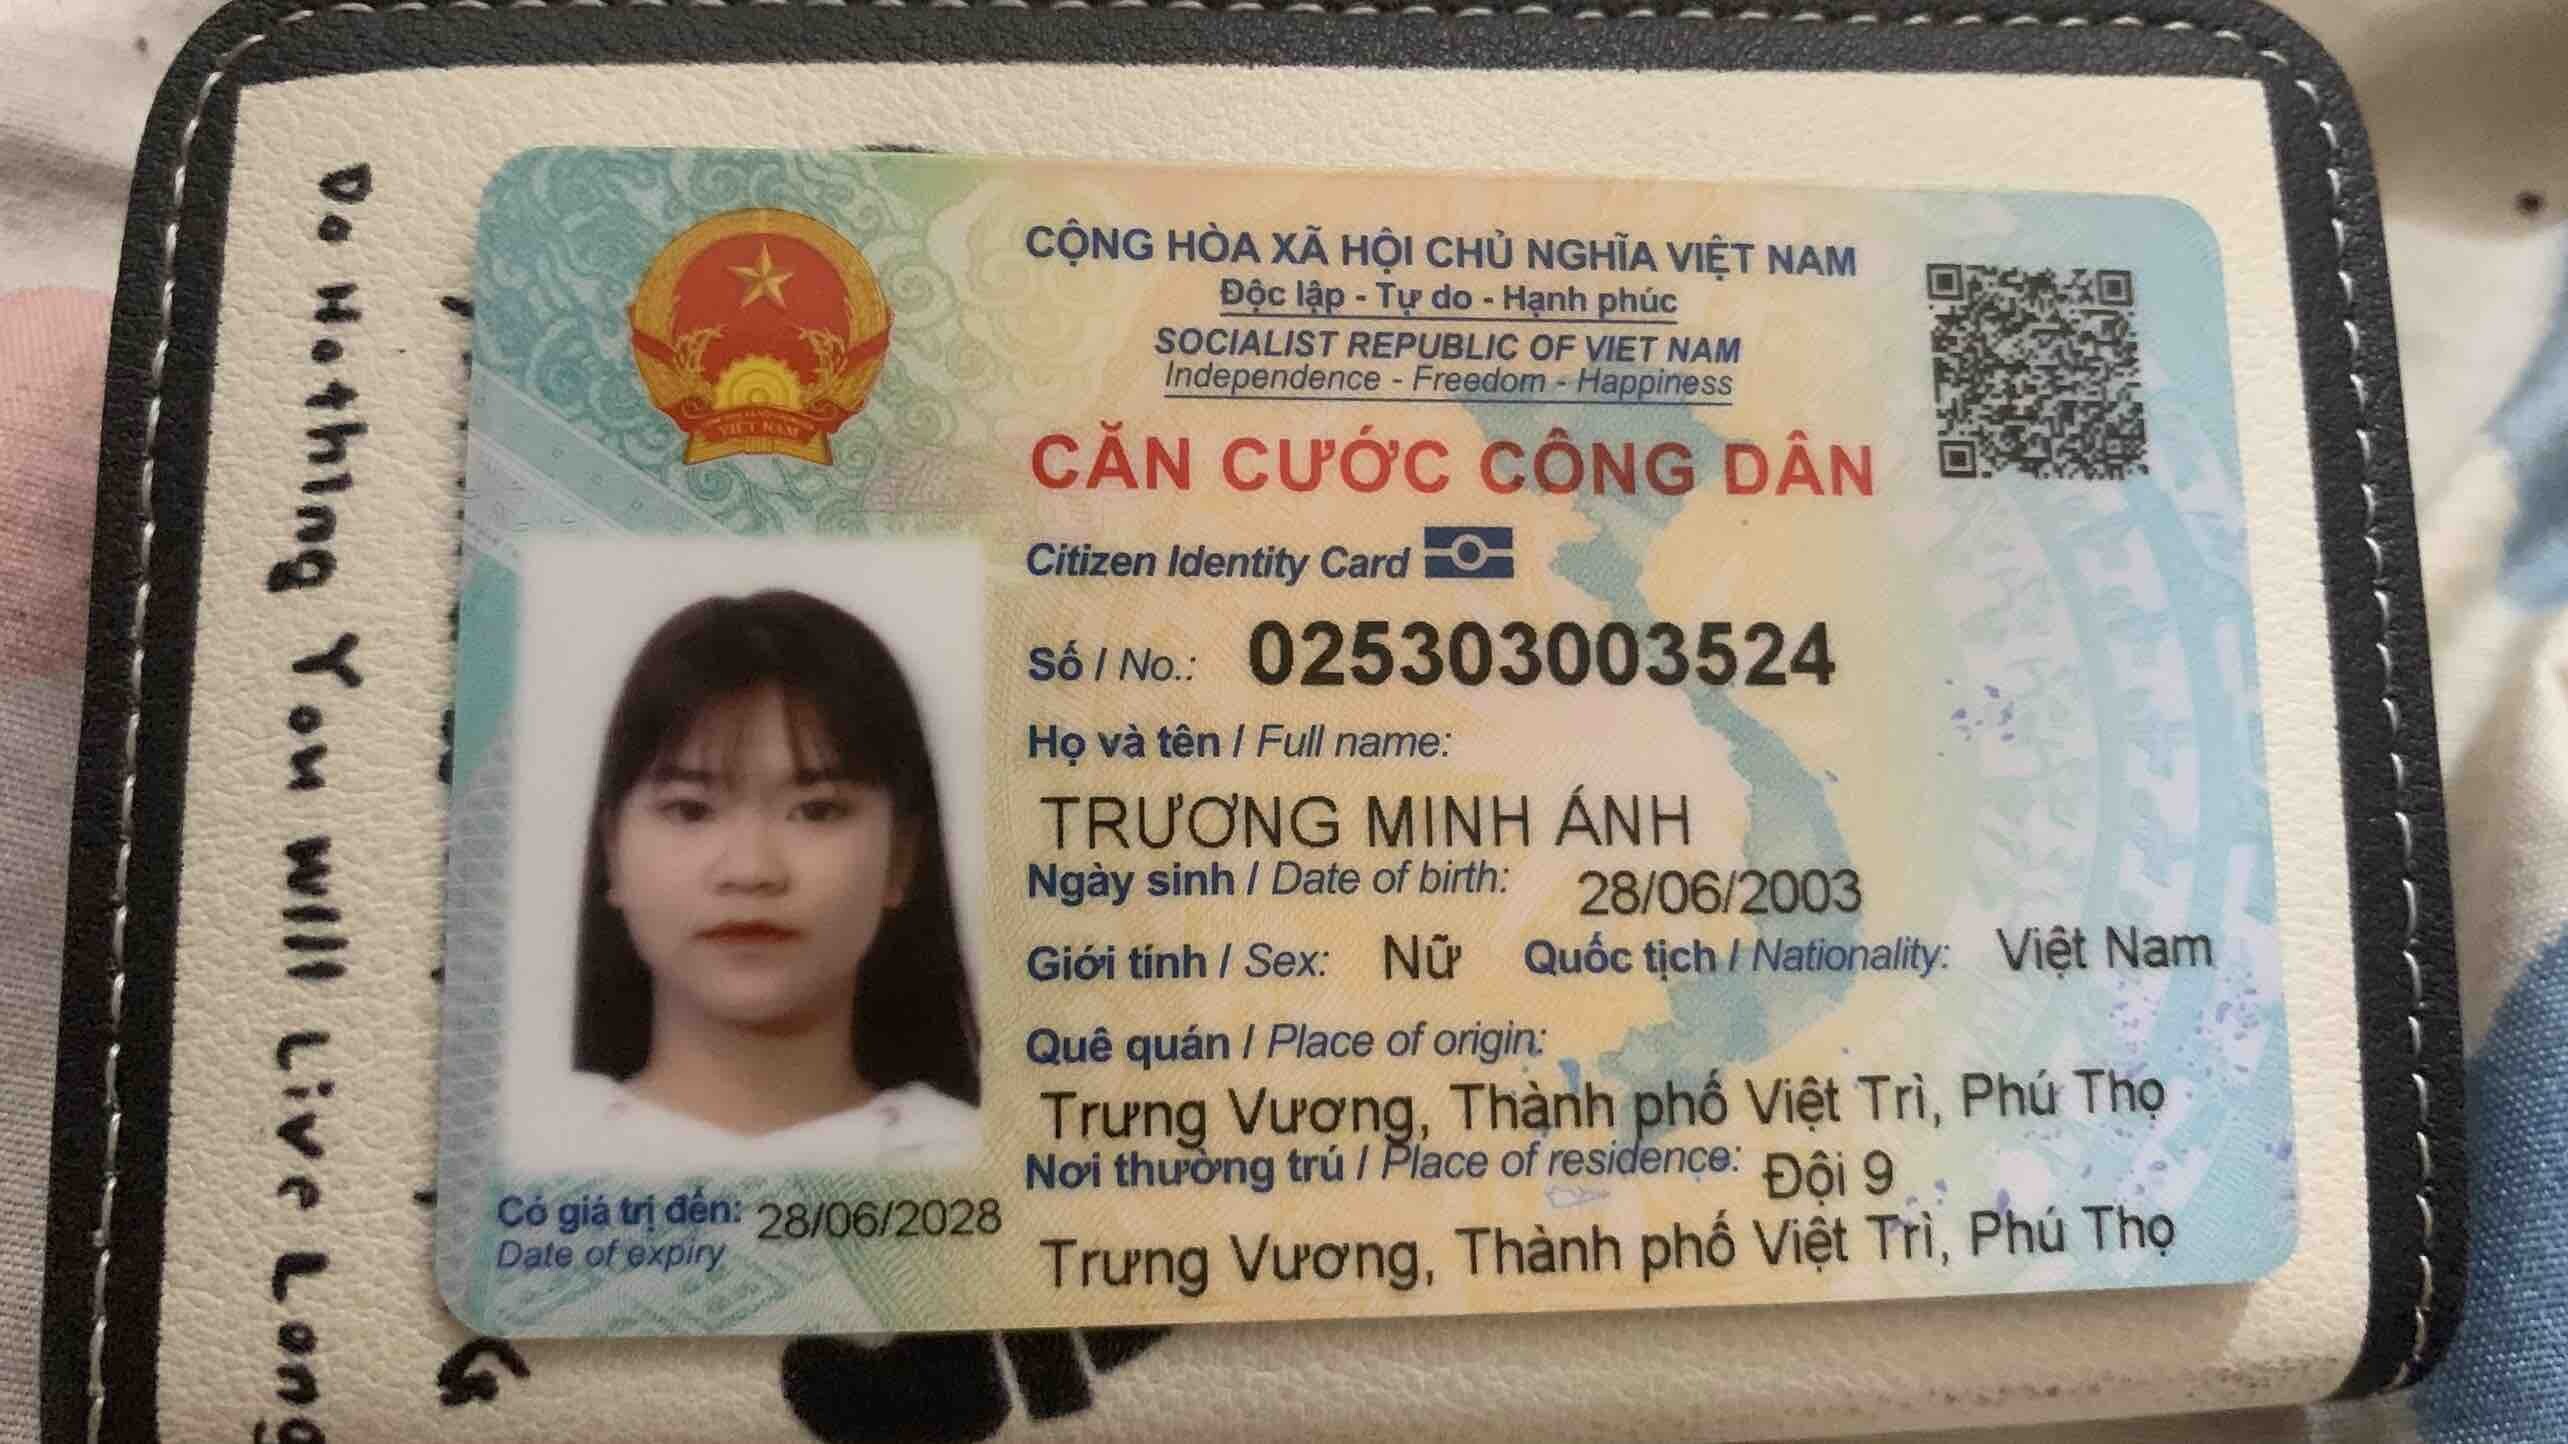 CỘNG HÒA XÃ HỘI CHỦ NGHĨA VIỆT NAM
Độc lập - Tự do - Hạnh phúc
SOCIALIST REPUBLIC OF VIET NAM
Independence - Freedom - Happiness
VIỆT NAM
CĂN CƯỚC CÔNG DÂN
Citizen Identity Card
Số / No.: 025303003524
Họ và tên / Full name:
TRƯƠNG MINH ÁNH
Ngày sinh / Date of birth: 28/06/2003
Giới tính / Sex: Nữ Quốc tịch / Nationality: Việt Nam
Quê quán / Place of origin:
Trưng Vương, Thành phố Việt Trì, Phú Thọ
Nơi thường trú / Place of residence: Đội 9
Trưng Vương, Thành phố Việt Trì, Phú Thọ
Có giá trị đến: 28/06/2028
Date of expiry
Do Nothing You Will Live Long